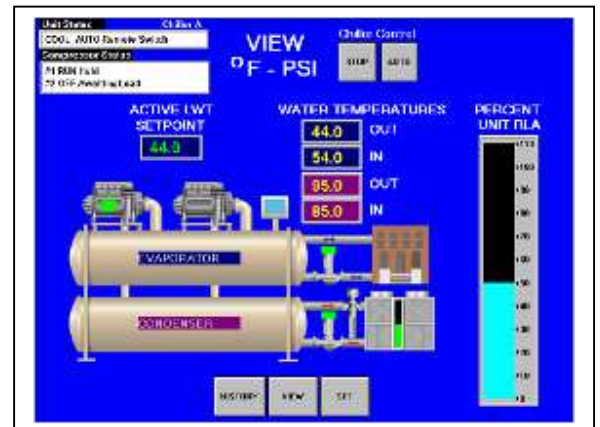 Unit Status Chiller A
COOL AUTO Remote Switch
Compressor Status
#1 RUN Hold
#2 OFF Awaiting Load
VIEW
°F - PSI
Chiller Control
STOP AUTO
ACTIVE LWT
SETPOINT
44.0
WATER TEMPERATURES
44.0 OUT
54.0 IN
95.0 OUT
85.0 IN
PERCENT
UNIT RLA
EVAPORATOR
CONDENSER
HISTORY VIEW SET